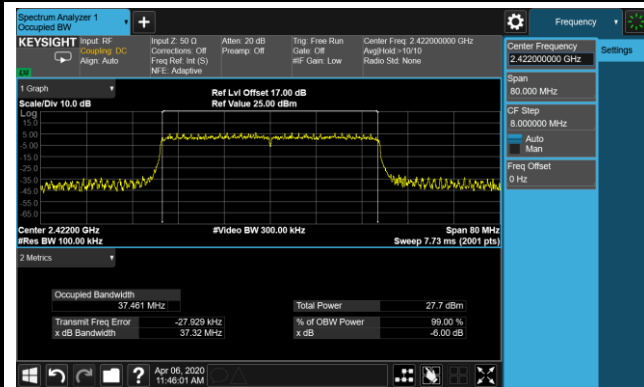 Spectrum Analyzer 1
Occupied BW
Frequency
KEYSIGHT
Input: RF
Coupling: DC
Align: Auto
Input Z: 50 Ω
Corrections: Off
Freq Ref: Int (S)
NFE: Adaptive
Atten: 20 dB
Preamp: Off
Trig: Free Run
Gate: Off
#IF Gain: Low
Center Freq: 2.422000000 GHz
Avg|Hold:>10/10
Radio Std: None
LV
Center Frequency
2.422000000 GHz
Settings
Span
80.000 MHz
CF Step
8.000000 MHz
Auto
Man
Freq Offset
0 Hz
1 Graph
Scale/Div 10.0 dB
Ref Lvl Offset 17.00 dB
Ref Value 25.00 dBm
Log
15.0
5.00
-5.00
-15.0
-25.0
-35.0
-45.0
-55.0
-65.0
Center 2.42200 GHz
#Video BW 300.00 kHz
Span 80 MHz
#Res BW 100.00 kHz
Sweep 7.73 ms (2001 pts)
2 Metrics
Occupied Bandwidth
37.461 MHz
Total Power 27.7 dBm
Transmit Freq Error -27.929 kHz
% of OBW Power 99.00 %
x dB Bandwidth 37.32 MHz
x dB -6.00 dB
?
Apr 06, 2020
11:46:01 AM